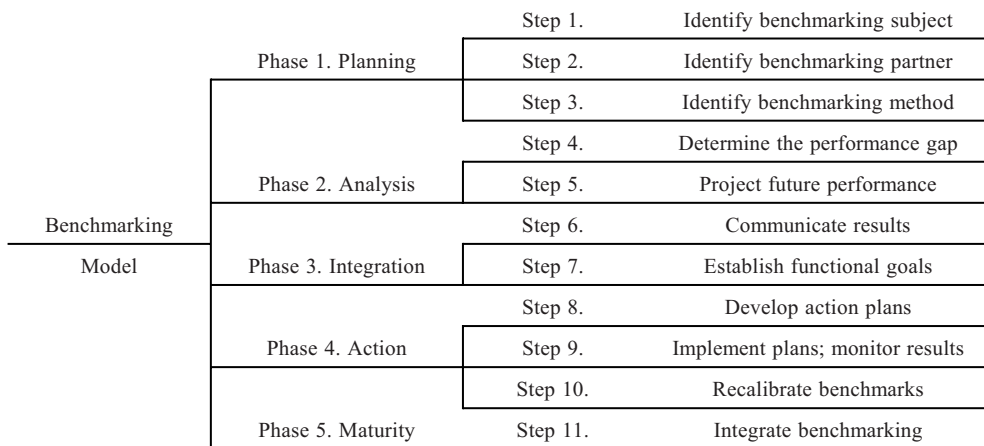 Step 1. Identify benchmarking subject
Phase 1. Planning Step 2. Identify benchmarking partner
Step 3. Identify benchmarking method
Step 4. Determine the performance gap
Phase 2. Analysis Step 5. Project future performance
Benchmarking Step 6. Communicate results
Model Phase 3. Integration Step 7. Establish functional goals
Step 8. Develop action plans
Phase 4. Action Step 9. Implement plans; monitor results
Step 10. Recalibrate benchmarks
Phase 5. Maturity Step 11. Integrate benchmarking